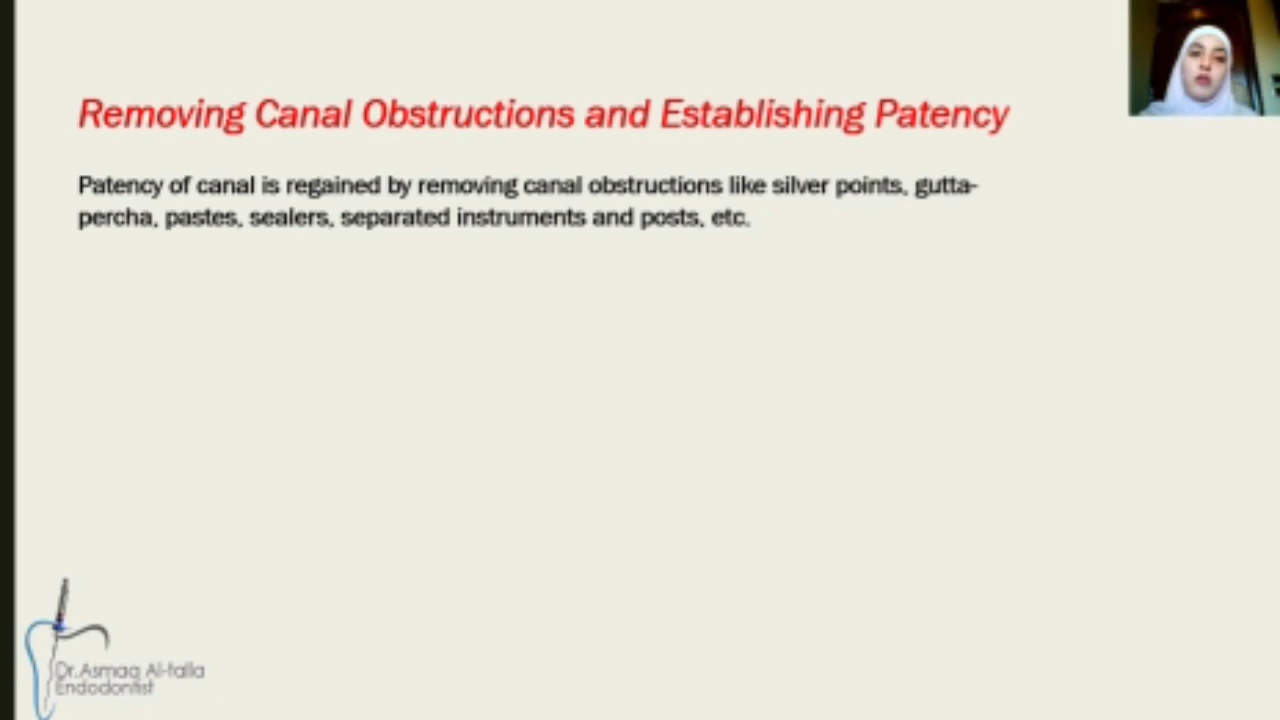 Removing Canal Obstructions and Establishing Patency
Patency of canal is regained by removing canal obstructions like silver points, gutta-
percha, pastes, sealers, separated instruments and posts, etc.
Dr.Asmaa Al-talla
Endodontist